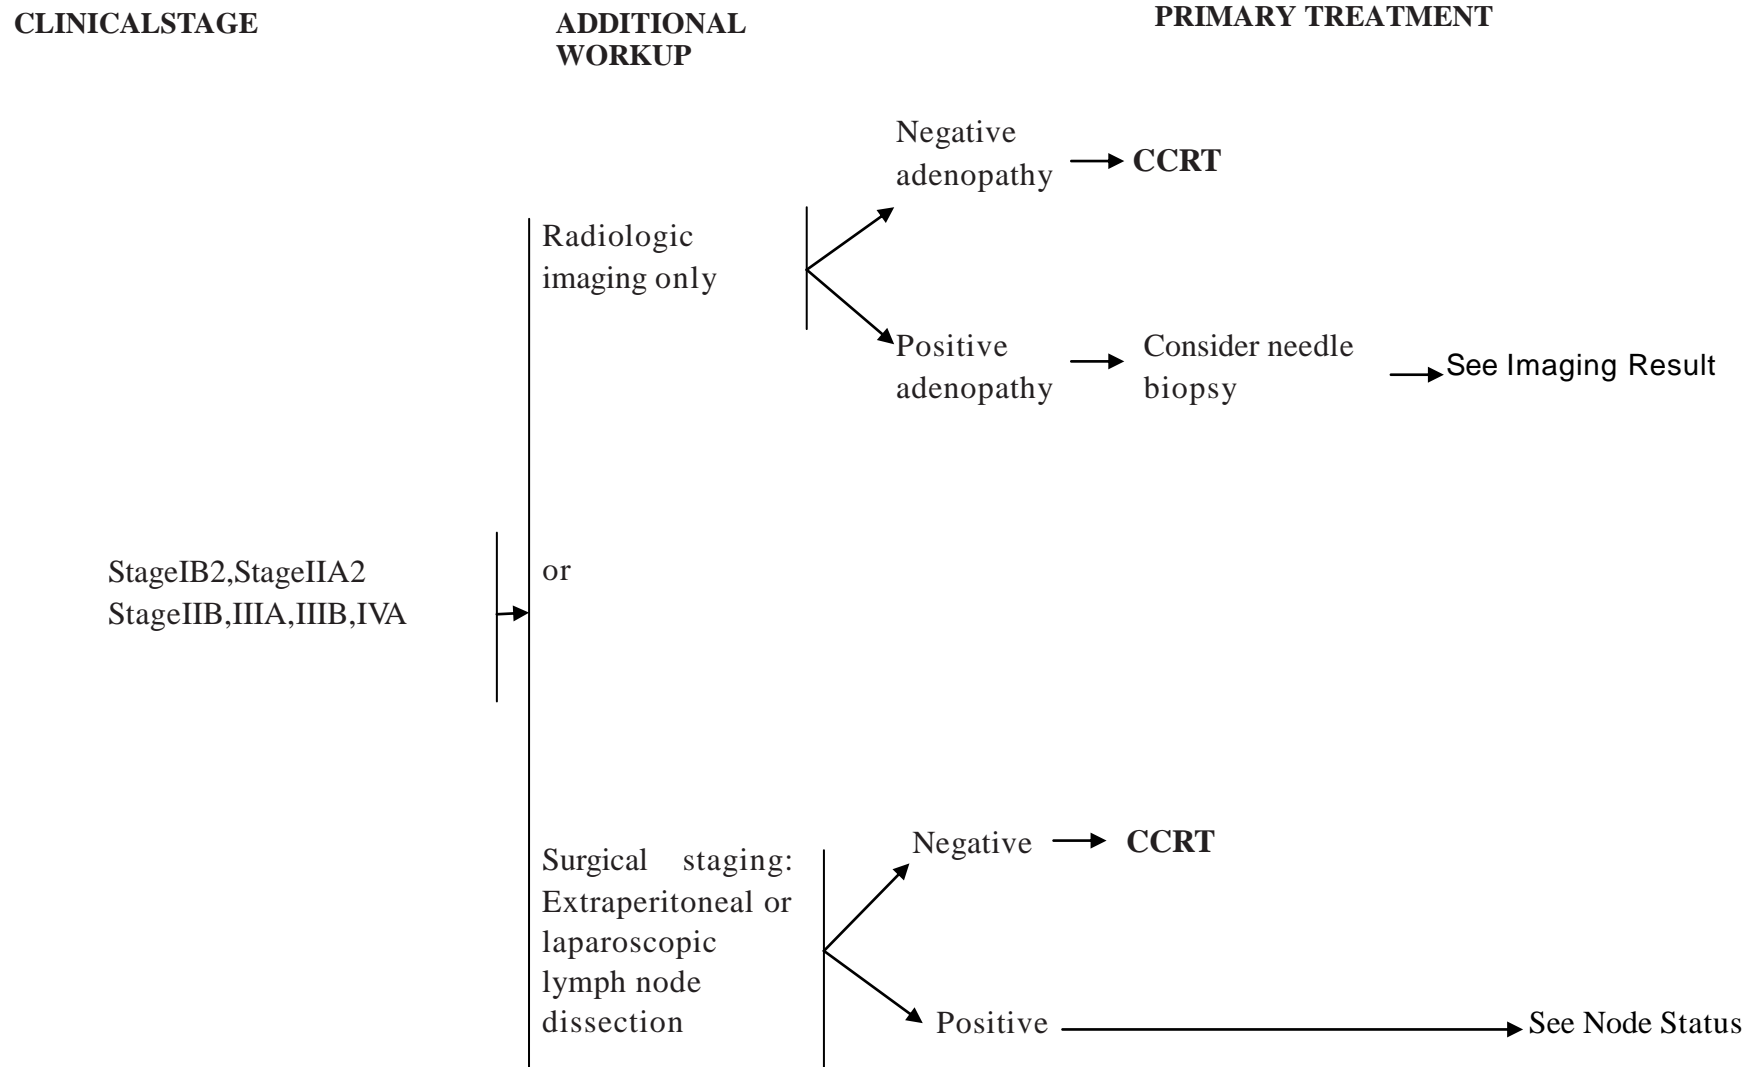 CLINICALSTAGE
ADDITIONAL
WORKUP
PRIMARY TREATMENT
Negative
adenopathy
CCRT
Radiologic
imaging only
Positive
adenopathy
Consider needle
biopsy
See Imaging Result
StageIB2,StageIIA2
StageIIB,IIIA,IIIB,IVA
or
Surgical staging:
Extraperitoneal or
laparoscopic
lymph node
dissection
Negative
CCRT
Positive
See Node Status